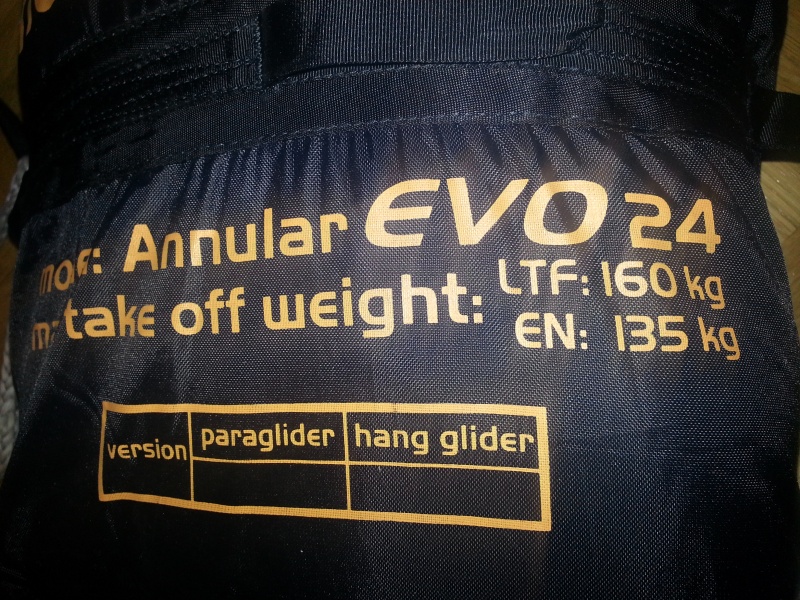 Annular EVO 24
take off weight: LTF: 160 kg
EN: 135 kg
version paraglider hang glider